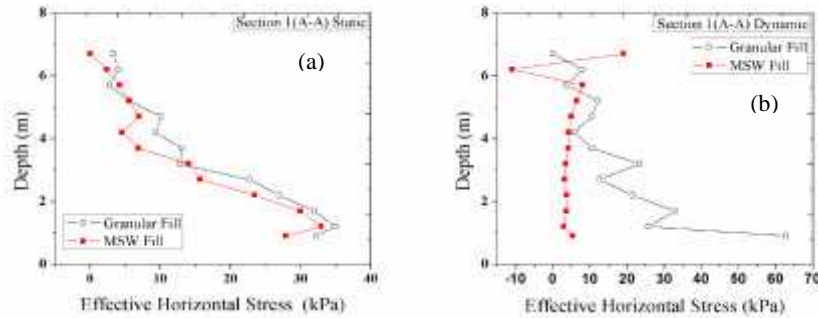 Section 1(A-A) Static
(a)
Granular Fill
MSW Fill
8
6
4
2
0
0
10
20
30
40
Depth (m)
Effective Horizontal Stress (kPa)
Section 1(A-A) Dynamic
Granular Fill
MSW Fill
(b)
8
6
4
2
0
-10
0
10
20
30
40
50
60
70
Depth (m)
Effective Horizontal Stress (kPa)